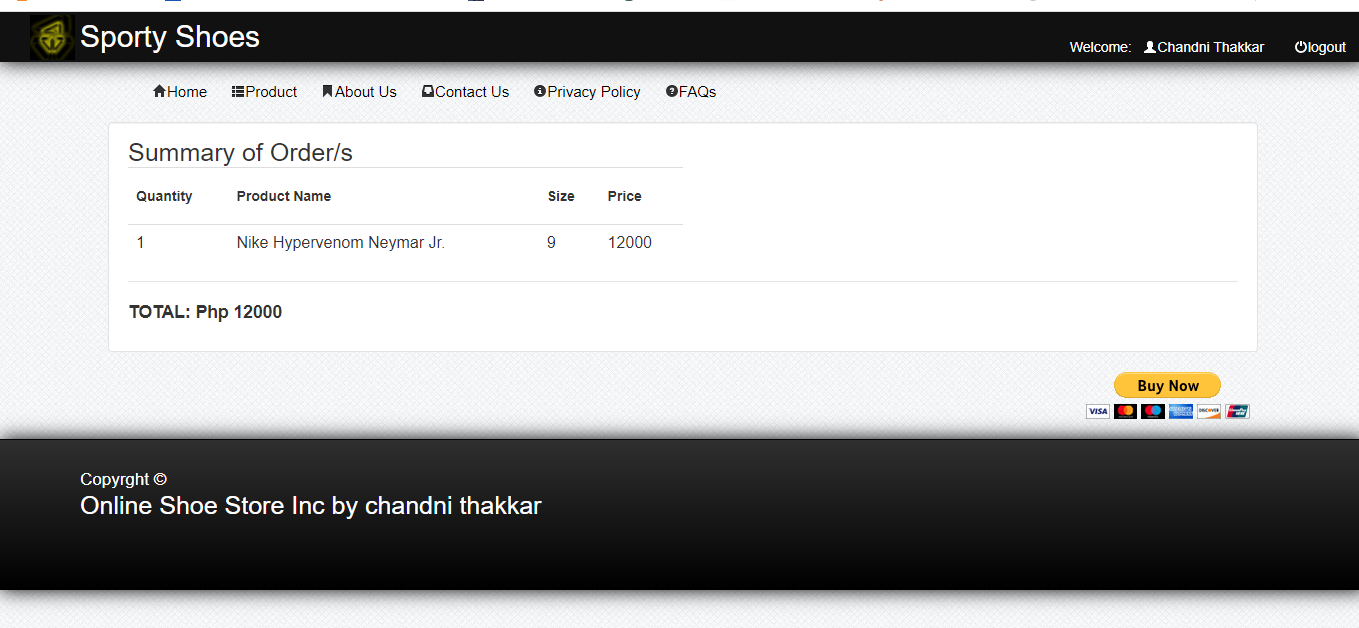 Sporty Shoes
Welcome: Chandni Thakkar logout
Home Product About Us Contact Us Privacy Policy FAQs
Summary of Order/s
Quantity Product Name Size Price
1 Nike Hypervenom Neymar Jr. 9 12000
TOTAL: Php 12000
Buy Now
VISA DISCOVER
Copyrght ©
Online Shoe Store Inc by chandni thakkar